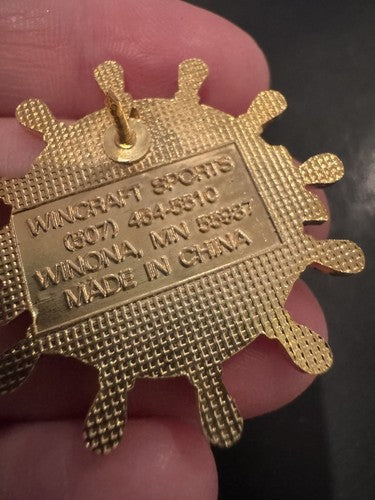 WINCRAFT SPORTS
(507) 454-5510
WINONA, MN 55987
MADE IN CHINA